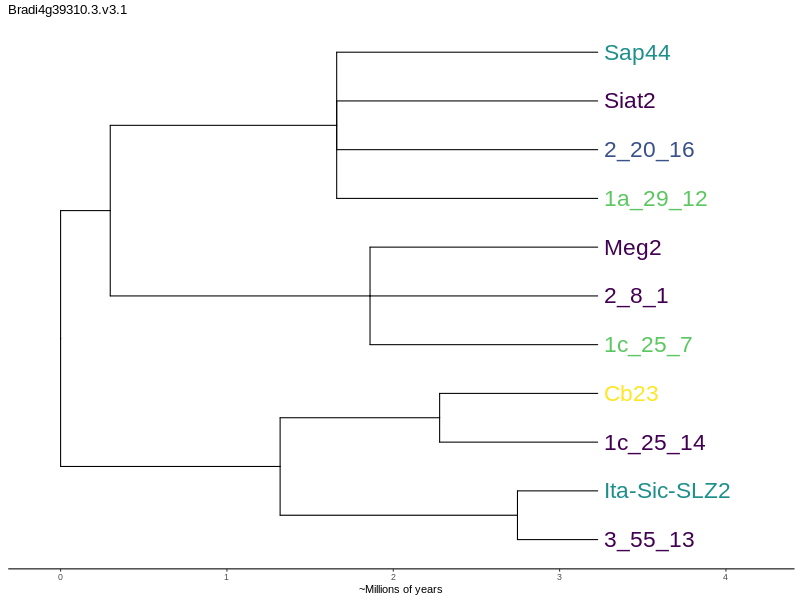 Bradi4g39310.3.v3.1
Sap44
Siat2
2_20_16
1a_29_12
Meg2
2_8_1
1c_25_7
Cb23
1c_25_14
Ita-Sic-SLZ2
3_55_13
0 1 2 3 4
~Millions of years